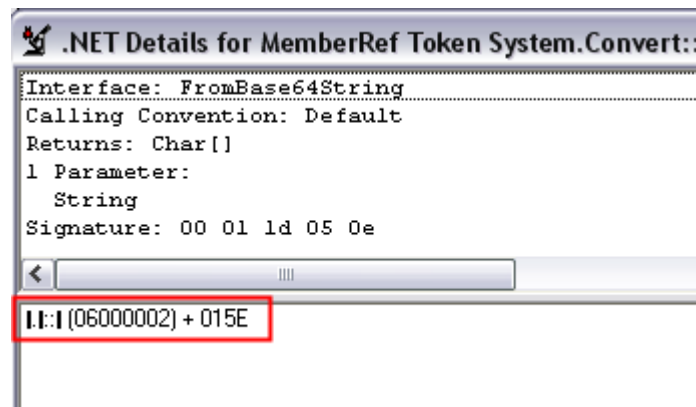 .NET Details for MemberRef Token System.Convert::
Interface: FromBase64String
Calling Convention: Default
Returns: Char[]
1 Parameter:
String
Signature: 00 01 1d 05 0e
(06000002) + 015E